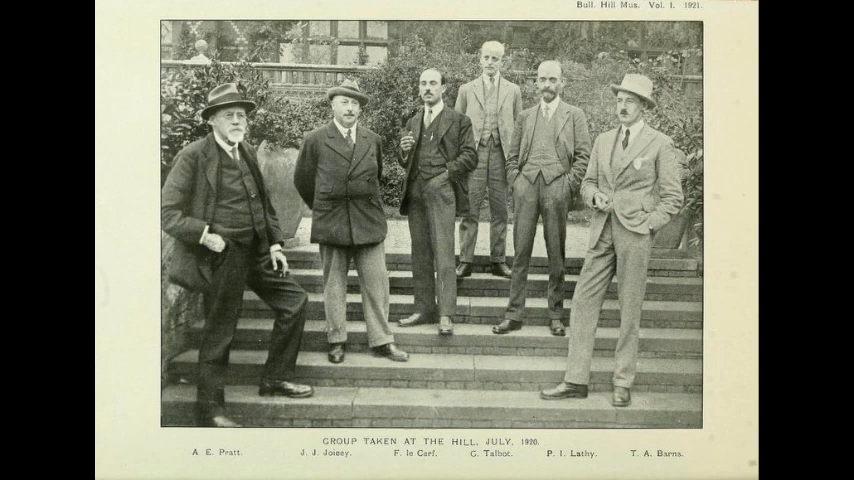 Bull. Hill Mus. Vol. I. 1921.
GROUP TAKEN AT THE HILL, JULY, 1920.
A. E. Pratt. J. J. Joicey. F. le Cerf. G. Talbot. P. I. Lathy. T. A. Barns.